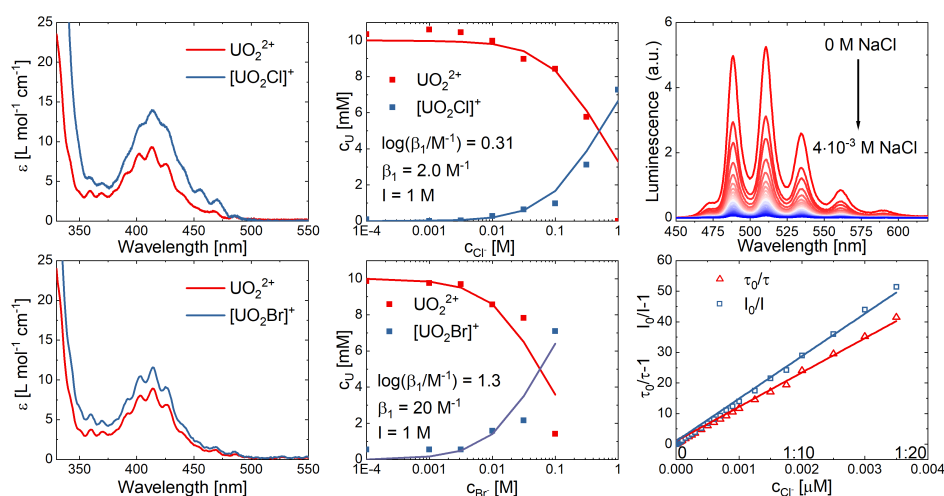 25
20
15
10
5
0
ε [L mol⁻¹ cm⁻¹]
UO₂²⁺
[UO₂Cl]⁺
350
400
450
500
550
Wavelength [nm]
10
8
6
4
2
0
c_U [mM]
UO₂²⁺
[UO₂Cl]⁺
log(β₁/M⁻¹) = 0.31
β₁ = 2.0 M⁻¹
I = 1 M
1E-4
0.001
0.01
0.1
1
c_Cl⁻ [M]
5
4
3
2
1
0
Luminescence (a.u.)
0 M NaCl
4·10⁻³ M NaCl
450
475
500
525
550
575
600
Wavelength [nm]
25
20
15
10
5
0
ε [L mol⁻¹ cm⁻¹]
UO₂²⁺
[UO₂Br]⁺
350
400
450
500
550
Wavelength [nm]
10
8
6
4
2
0
c_U [mM]
UO₂²⁺
[UO₂Br]⁺
log(β₁/M⁻¹) = 1.3
β₁ = 20 M⁻¹
I = 1 M
1E-4
0.001
0.01
0.1
1
c_Br⁻ [M]
60
50
40
30
20
10
0
τ₀/τ-1 I₀/I-1
τ₀/τ
I₀/I
0 1:10 1:20
0.000
0.001
0.002
0.003
0.004
c_Cl⁻ [µM]